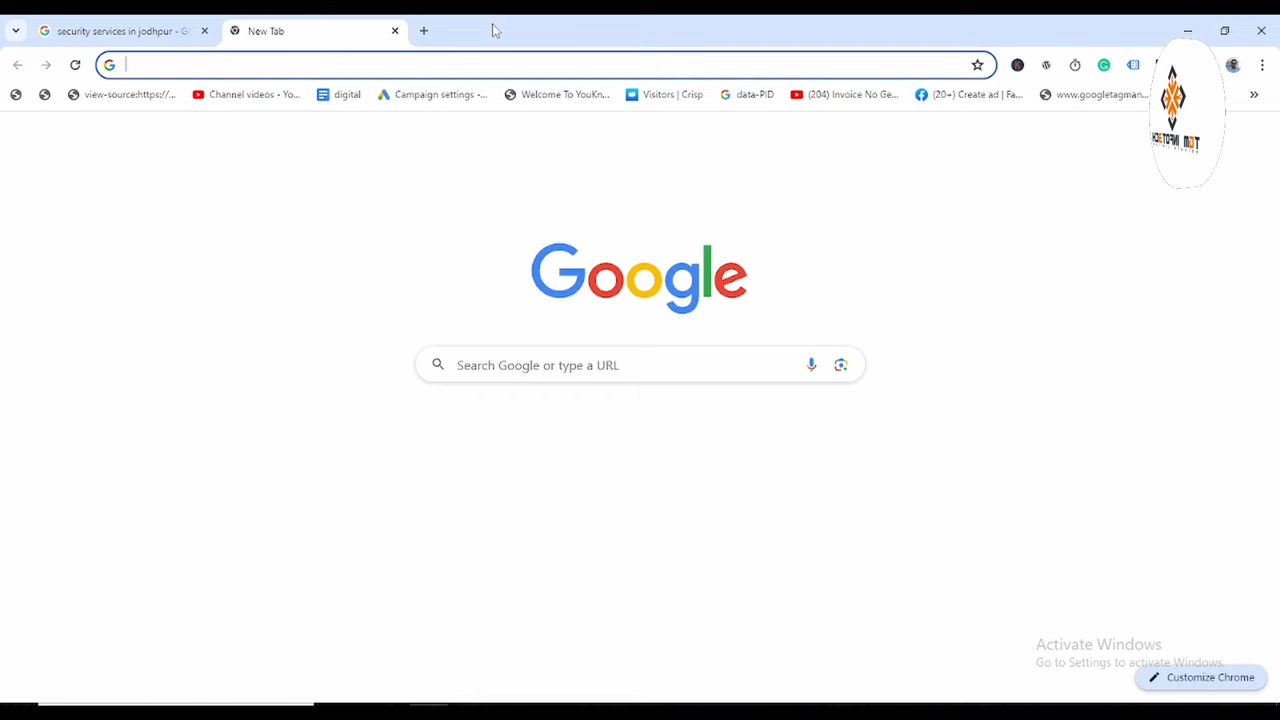 security services in jodhpur - G
New Tab
view-source:https://...
Channel videos - Yo...
digital
Campaign settings -...
Welcome To YouKn...
Visitors | Crisp
data-PID
(204) Invoice No Ge...
(20+) Create ad | Fa...
www.googletagman...
Google
Search Google or type a URL
Activate Windows
Go to Settings to activate Windows.
Customize Chrome